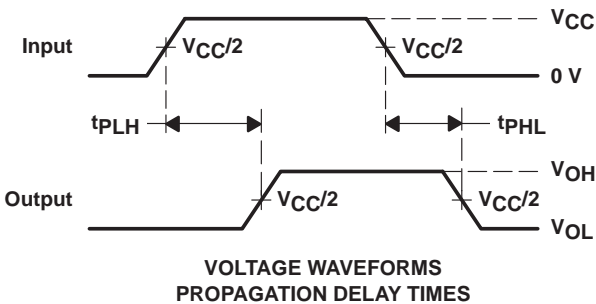 VCC
Input
VCC/2
VCC/2
0 V
tPLH
tPHL
VOH
Output
VCC/2
VCC/2
VOL
VOLTAGE WAVEFORMS
PROPAGATION DELAY TIMES